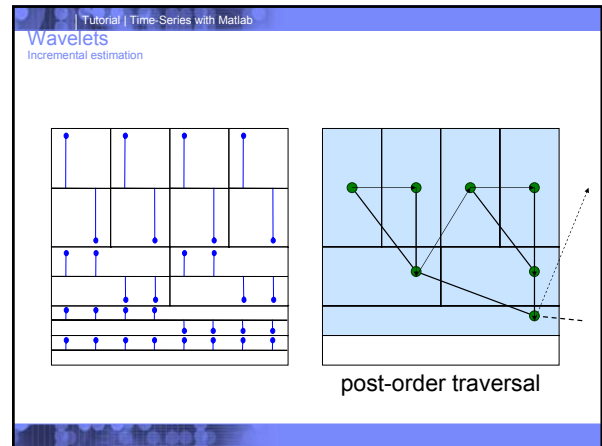 Tutorial | Time-Series with Matlab
Wavelets
Incremental estimation
post-order traversal